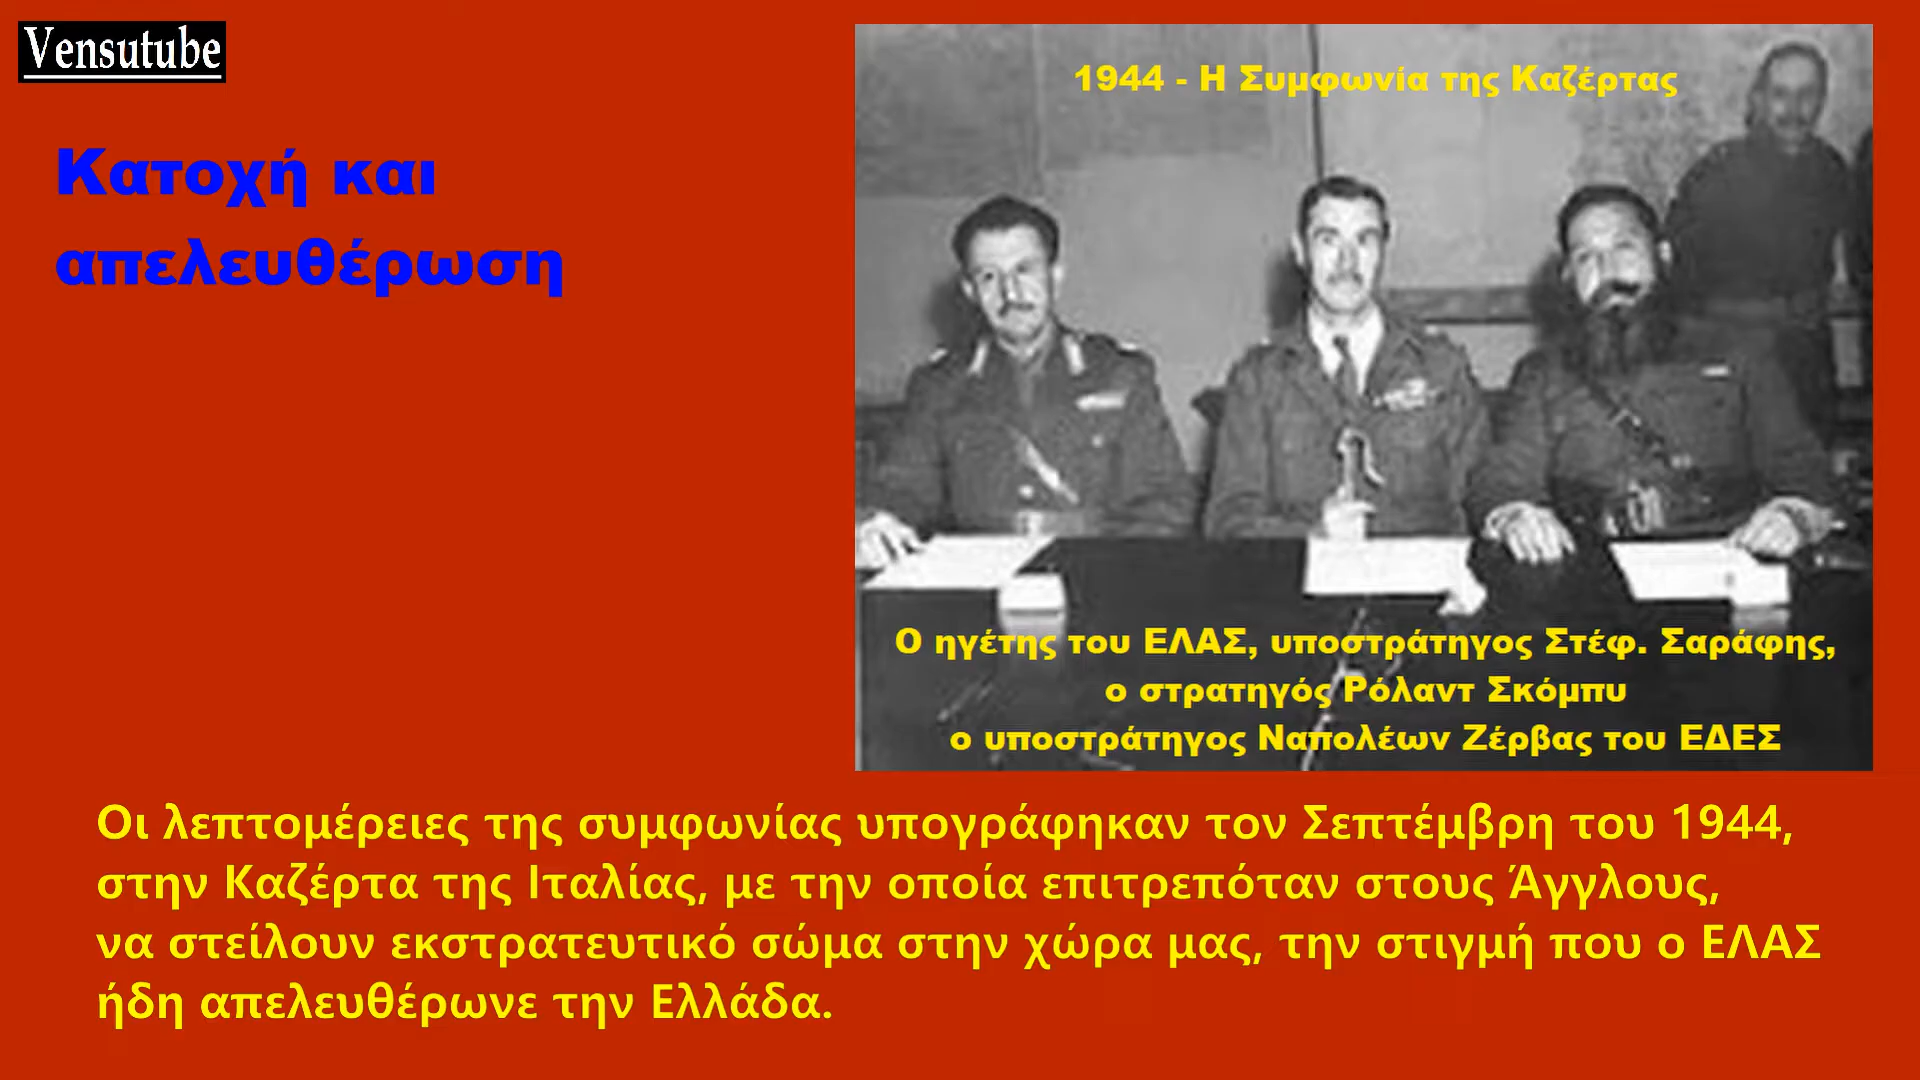 Vensutube
Κατοχή και
απελευθέρωση
1944 - Η Συμφωνία της Καζέρτας
Ο ηγέτης του ΕΛΑΣ, υποστράτηγος Στέφ. Σαράφης,
ο στρατηγός Ρόλαντ Σκόμπυ
ο υποστράτηγος Ναπολέων Ζέρβας του ΕΔΕΣ
Οι λεπτομέρειες της συμφωνίας υπογράφηκαν τον Σεπτέμβρη του 1944,
στην Καζέρτα της Ιταλίας, με την οποία επιτρεπόταν στους Άγγλους,
να στείλουν εκστρατευτικό σώμα στην χώρα μας, την στιγμή που ο ΕΛΑΣ
ήδη απελευθέρωνε την Ελλάδα.